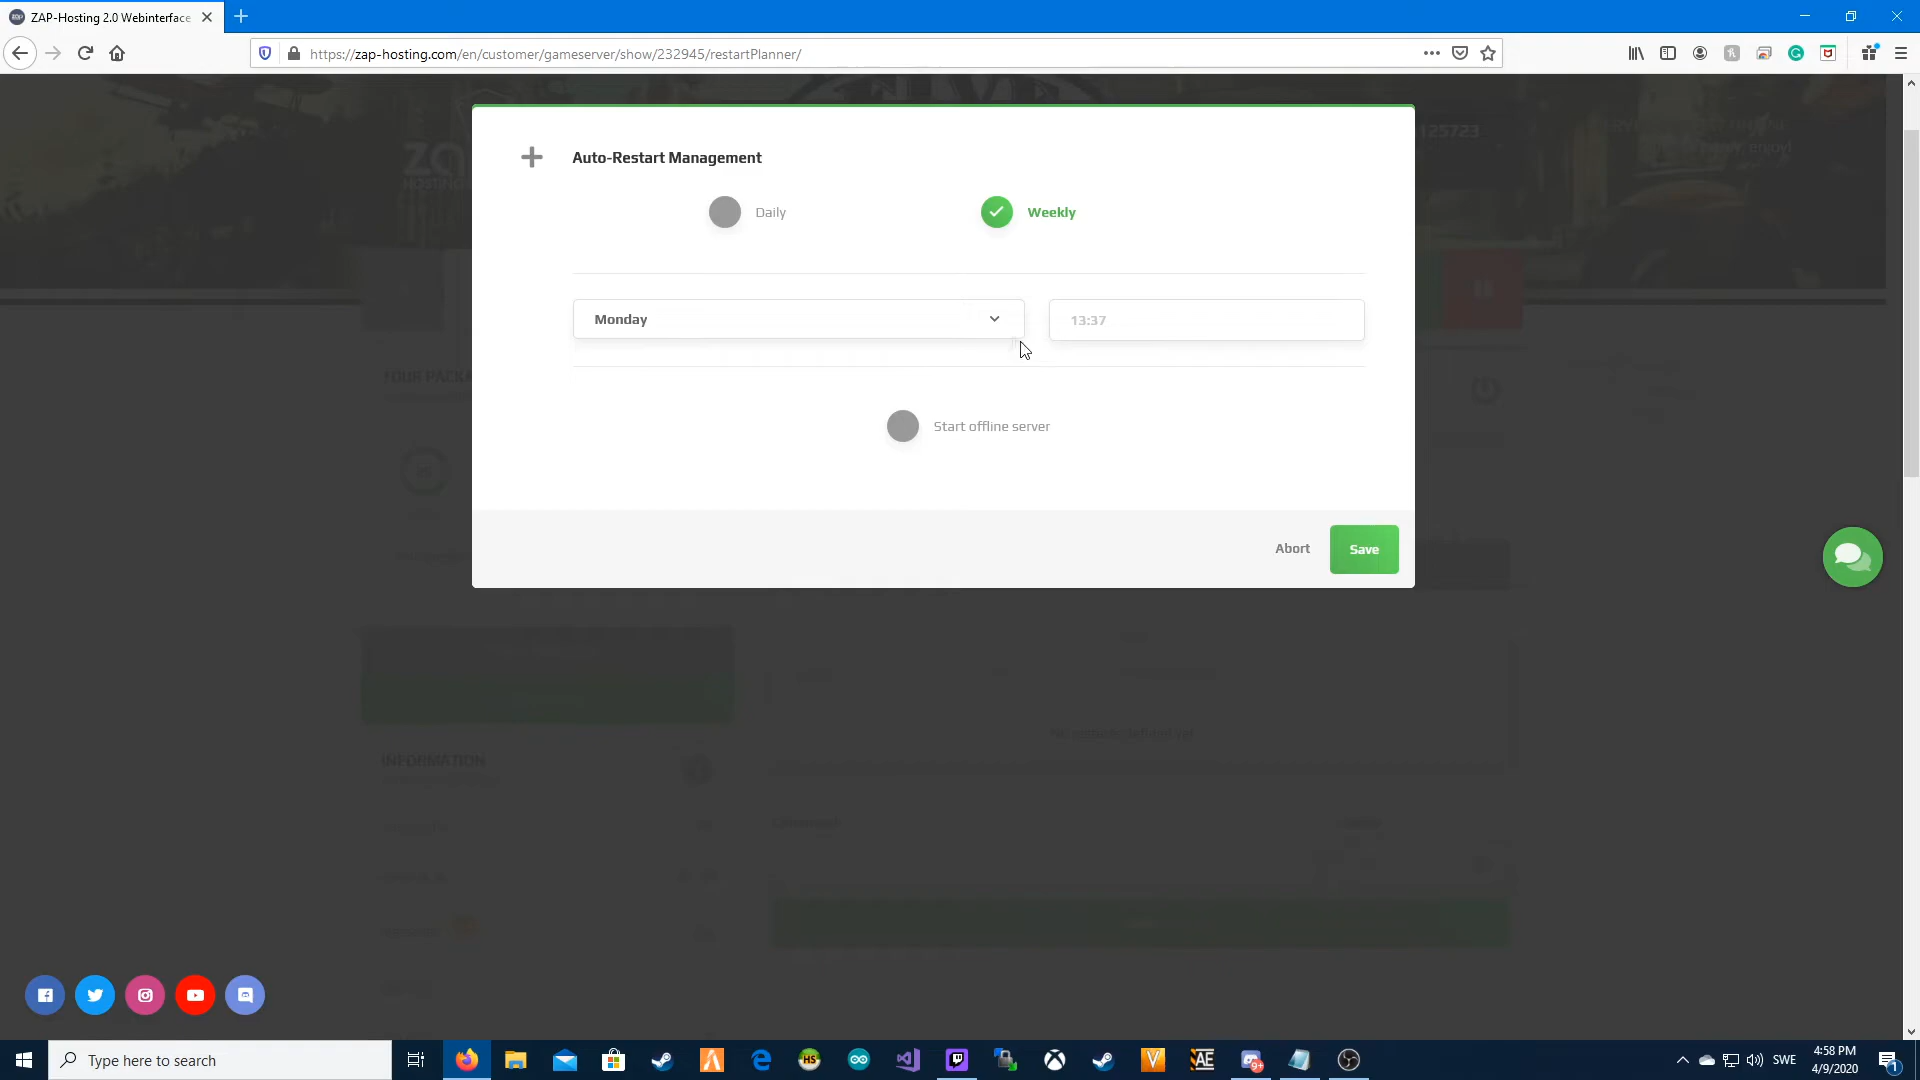 ZAP-Hosting 2.0 Webinterface
https://zap-hosting.com/en/customer/gameserver/show/232945/restartPlanner/
125723
Auto-Restart Management
Daily
Weekly
Monday
13:37
Start offline server
Abort
Save
INFORMATION
Type here to search
SWE
4:58 PM
4/9/2020